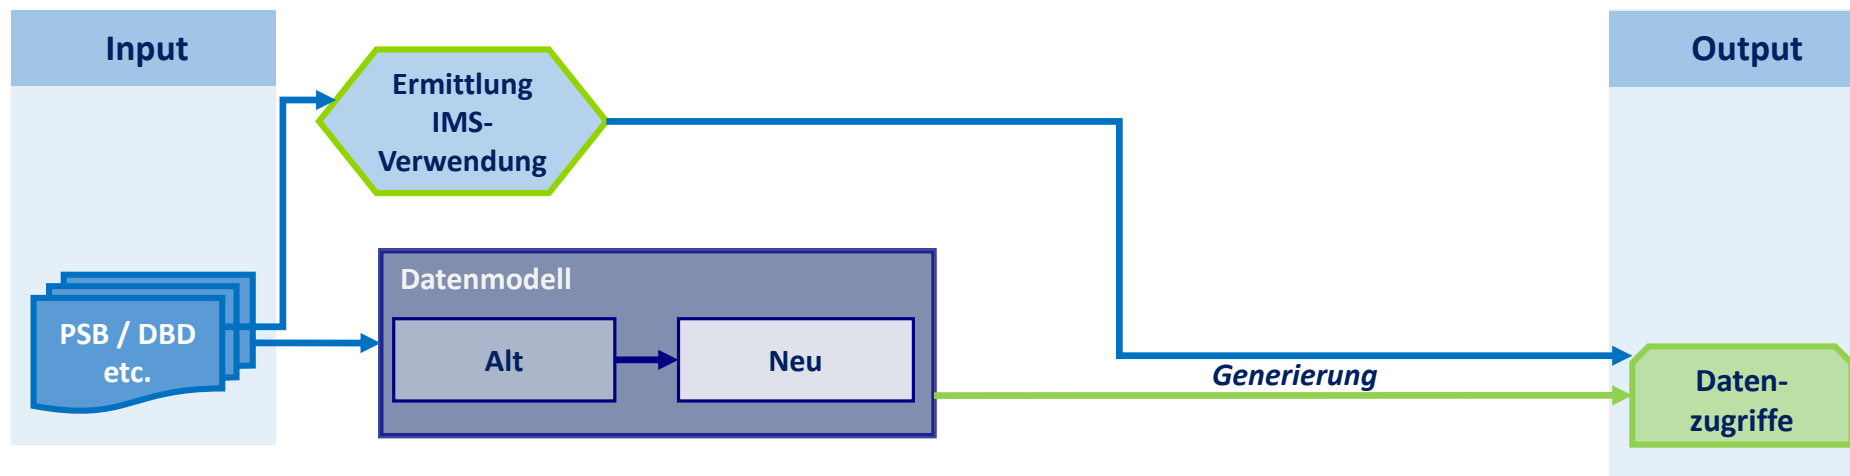 Input
Output
Ermittlung
IMS-
Verwendung
Datenmodell
PSB / DBD
etc.
Alt
Neu
Generierung
Daten-
zugriffe